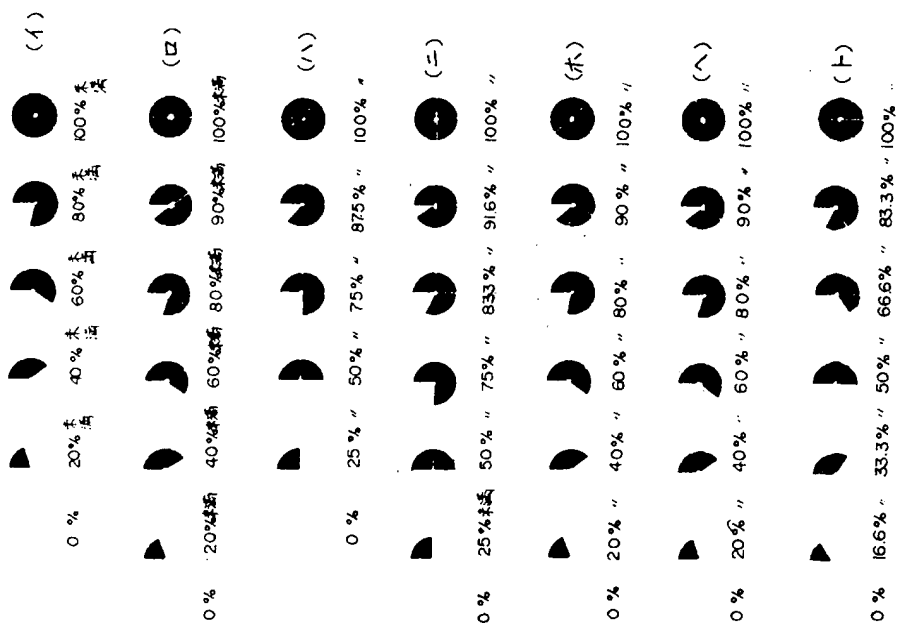 (イ)
0 % 20%未満 40%未満 60%未満 80%未満 100%未満
(ロ)
0 % 20%未満 40%未満 60%未満 80%未満 90%未満 100%未満
(ハ)
0 % 25% 〃 50% 〃 75% 〃 87.5% 〃 100% 〃
(ニ)
0 % 25%未満 50% 〃 75% 〃 83.3% 〃 91.6% 〃 100% 〃
(ホ)
0 % 20% 〃 40% 〃 60% 〃 80% 〃 90% 〃 100% 〃
(ヘ)
0 % 20% 〃 40% 〃 60% 〃 80% 〃 90% 〃 100% 〃
(ト)
0 % 16.6% 〃 33.3% 〃 50% 〃 66.6% 〃 83.3% 〃 100% 〃